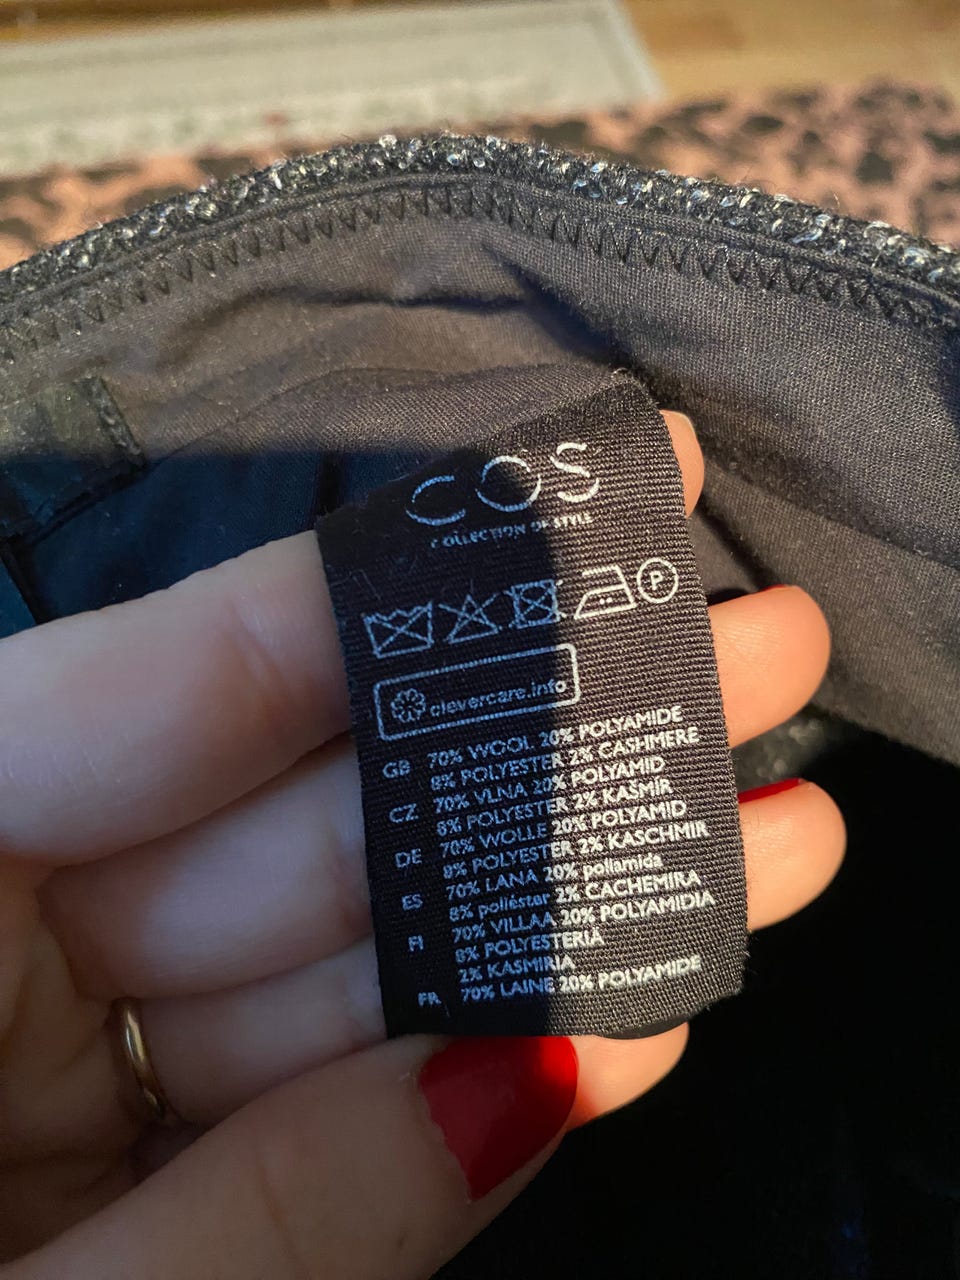 COS
COLLECTION OF STYLE
P
clevercare.info
GB 70% WOOL 20% POLYAMIDE
8% POLYESTER 2% CASHMERE
CZ 70% VLNA 20% POLYAMID
8% POLYESTER 2% KAŠMÍR
DE 70% WOLLE 20% POLYAMID
8% POLYESTER 2% KASCHMIR
ES 70% LANA 20% poliamida
8% poliéster 2% CACHEMIRA
FI 70% VILLAA 20% POLYAMIDIA
8% POLYESTERIÄ
2% KASMIRIA
FR 70% LAINE 20% POLYAMIDE